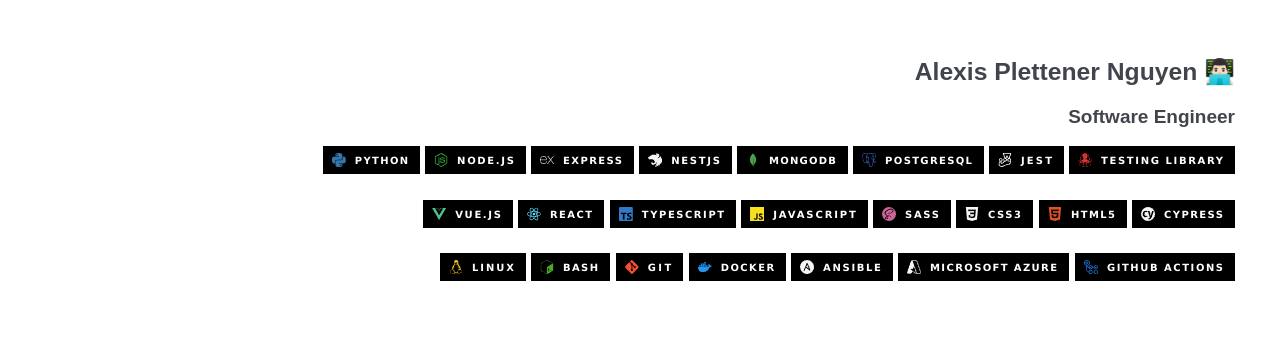 Alexis Plettener Nguyen
Software Engineer
PYTHON NODE.JS EXPRESS NESTJS MONGODB POSTGRESQL JEST TESTING LIBRARY
VUE.JS REACT TYPESCRIPT JAVASCRIPT SASS CSS3 HTML5 CYPRESS
LINUX BASH GIT DOCKER ANSIBLE MICROSOFT AZURE GITHUB ACTIONS